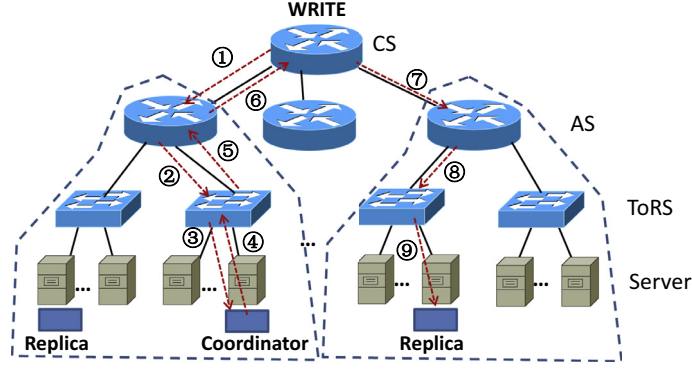 WRITE
CS
①
⑥
⑦
AS
②
⑤
⑧
ToRS
③
④
⑨
...
... ... ... ... Server
Replica Coordinator Replica